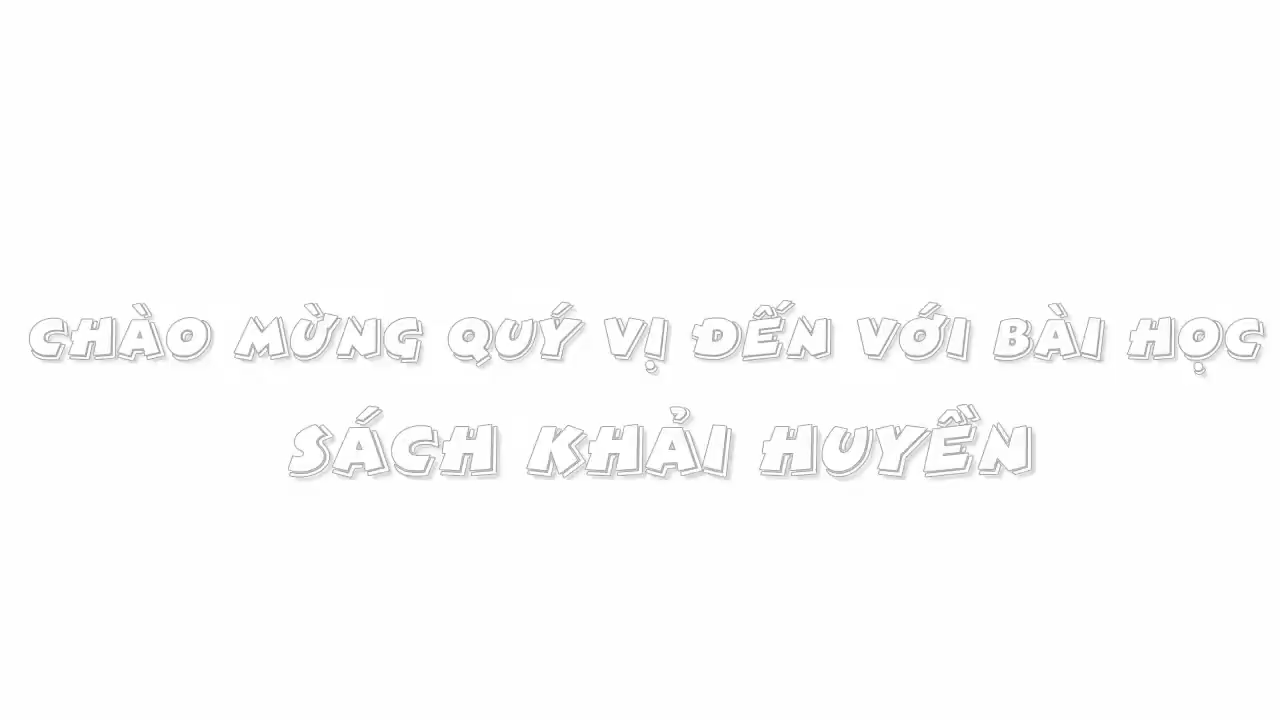 CHÀO MỪNG QUÝ VỊ ĐẾN VỚI BÀI HỌC
SÁCH KHẢI HUYỀN